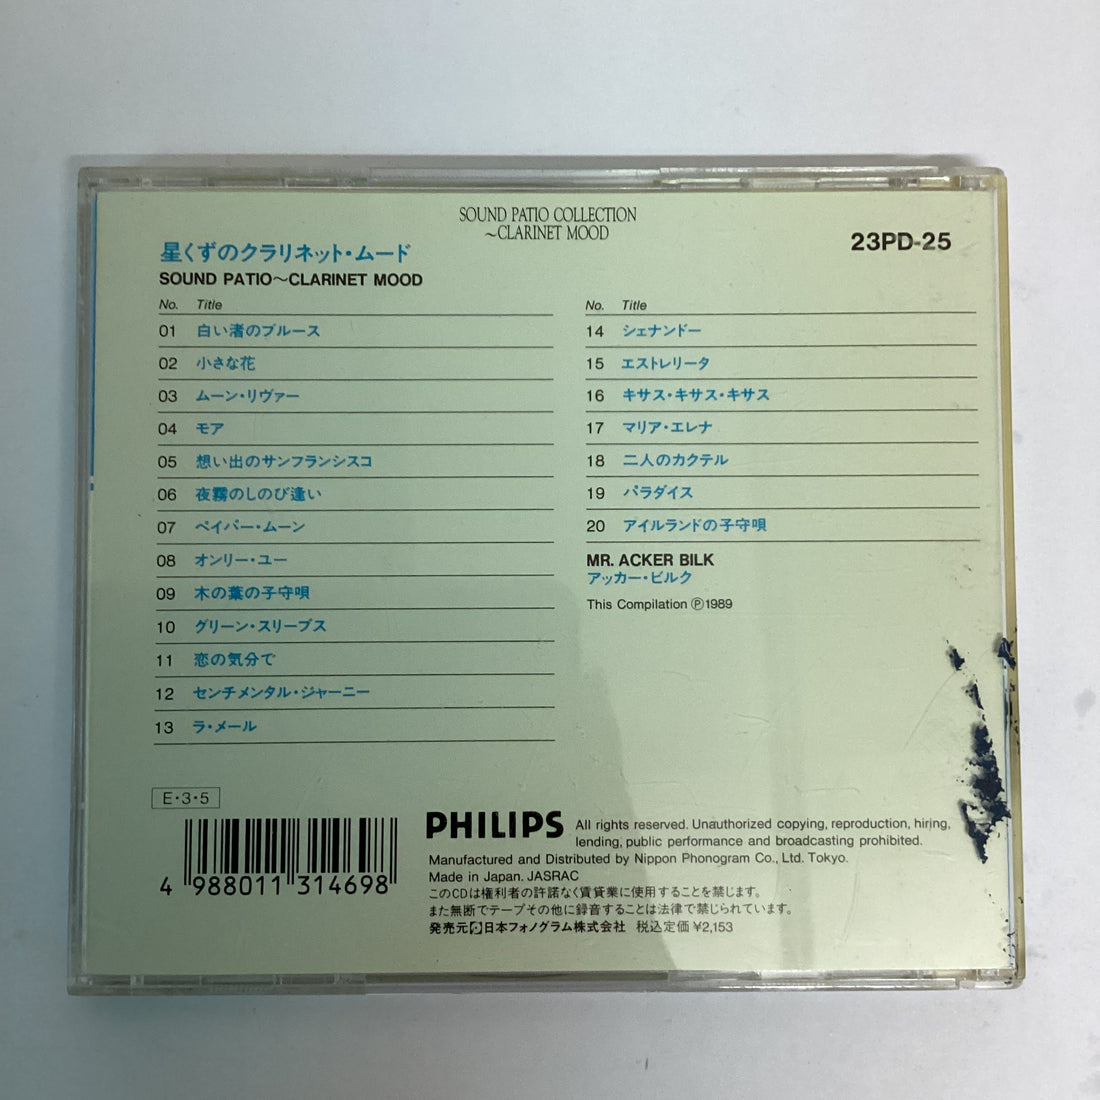 SOUND PATIO COLLECTION
~CLARINET MOOD
23PD-25
星くずのクラリネット・ムード
SOUND PATIO~CLARINET MOOD
No. Title
01 白い渚のブルース
02 小さな花
03 ムーン・リヴァー
04 モア
05 想い出のサンフランシスコ
06 夜霧のしのび逢い
07 ペイパー・ムーン
08 オンリー・ユー
09 木の葉の子守唄
10 グリーン・スリーブス
11 恋の気分で
12 センチメンタル・ジャーニー
13 ラ・メール
No. Title
14 シェナンドー
15 エストレリータ
16 キサス・キサス・キサス
17 マリア・エレナ
18 二人のカクテル
19 パラダイス
20 アイルランドの子守唄
MR. ACKER BILK
アッカー・ビルク
This Compilation Ⓟ1989
E・3・5
4 988011 314698
PHILIPS
All rights reserved. Unauthorized copying, reproduction, hiring,
lending, public performance and broadcasting prohibited.
Manufactured and Distributed by Nippon Phonogram Co., Ltd. Tokyo.
Made in Japan. JASRAC
このCDは権利者の許諾なく賃貸業に使用することを禁じます。
また無断でテープその他に録音することは法律で禁じられています。
発売元 日本フォノグラム株式会社 税込定価¥2,153